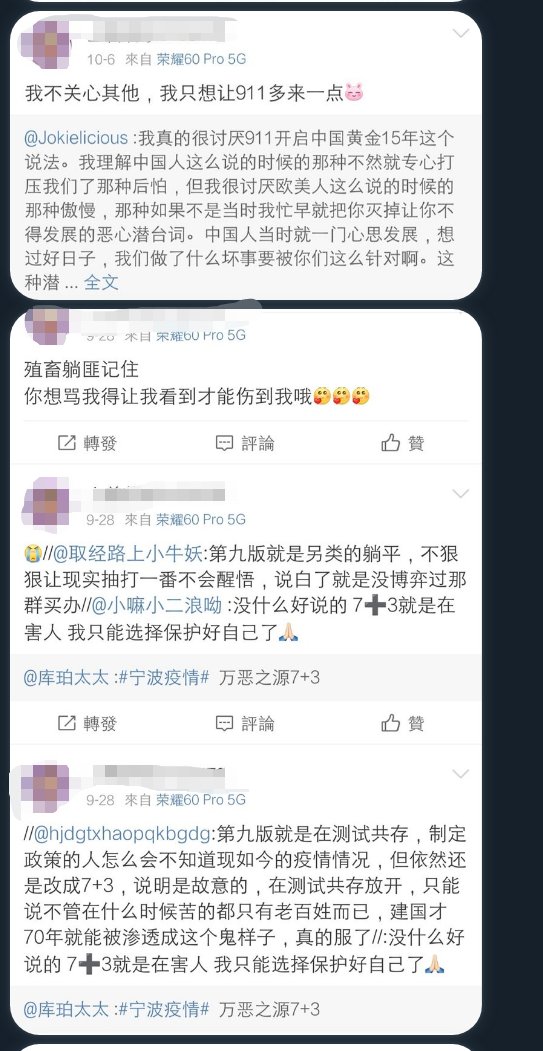 10-6 來自 荣耀60 Pro 5G
我不关心其他，我只想让911多来一点
@Jokielicious :我真的很讨厌911开启中国黄金15年这个
说法。我理解中国人这么说的时候的那种不然就专心打
压我们了那种后怕，但我很讨厌欧美人这么说的时候的
那种傲慢，那种如果不是当时我忙早就把你灭掉让你不
得发展的恶心潜台词。中国人当时就一门心思发展，想
过好日子，我们做了什么坏事要被你们这么针对啊。这
种潜 ... 全文
9-28 來自 荣耀60 Pro 5G
殖畜躺匪记住
你想骂我得让我看到才能伤到我哦🥰🥰🥰
轉發 評論 贊
9-28 來自 荣耀60 Pro 5G
😭//@取经路上小牛妖:第九版就是另类的躺平，不狠
狠让现实抽打一番不会醒悟，说白了就是没博弈过那
群买办//@小嘛小二浪呦 :没什么好说的 7➕3就是在
害人 我只能选择保护好自己了🙏🏻
@库珀太太 :#宁波疫情# 万恶之源7+3
轉發 評論 贊
9-28 來自 荣耀60 Pro 5G
//@hjdgtxhaopqkbgdg:第九版就是在测试共存，制定
政策的人怎么会不知道现如今的疫情情况，但依然还
是改成7+3，说明是故意的，在测试共存放开，只能
说不管在什么时候苦的都只有老百姓而已，建国才
70年就能被渗透成这个鬼样子，真的服了//:没什么好
说的 7➕3就是在害人 我只能选择保护好自己了🙏🏻
@库珀太太 :#宁波疫情# 万恶之源7+3